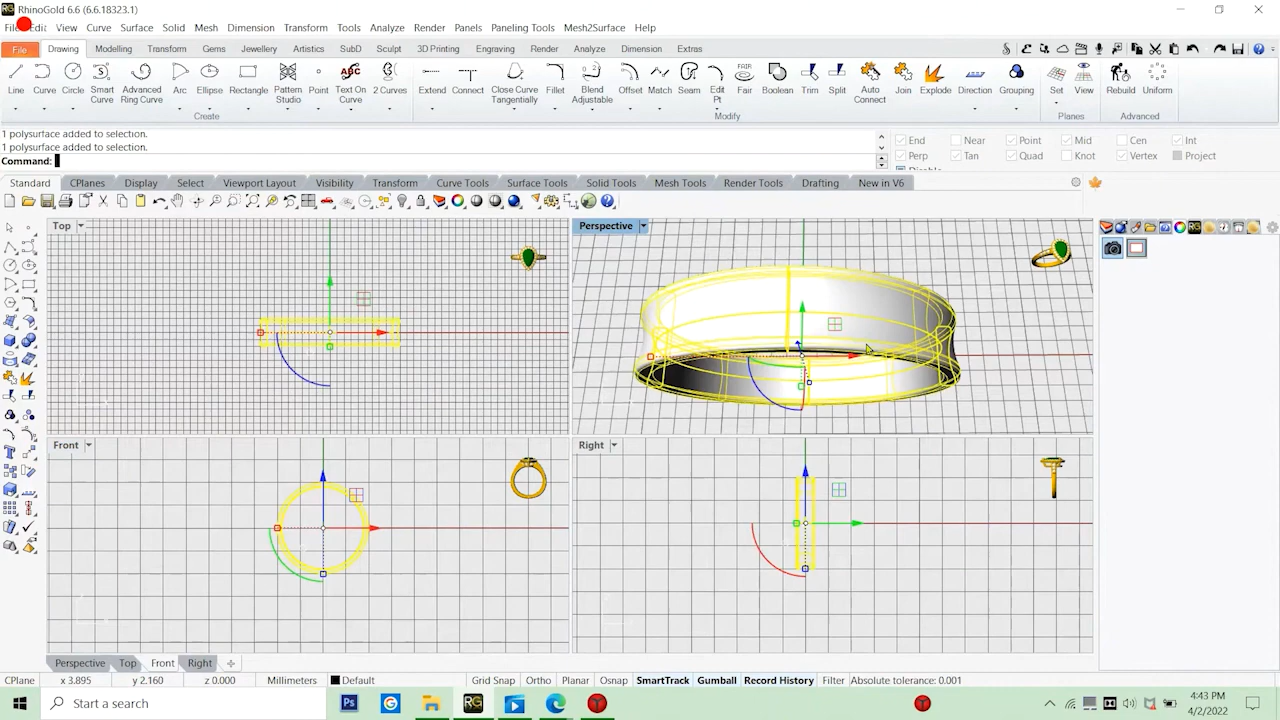 RhinoGold 6.6 (6.6.18323.1)
File Edit View Curve Surface Solid Mesh Dimension Transform Tools Analyze Render Panels Paneling Tools Mesh2Surface Help
File Drawing Modelling Transform Gems Jewellery Artistics SubD Sculpt 3D Printing Engraving Render Analyze Dimension Extras
Line Curve Circle Smart Curve Advanced Ring Curve Arc Ellipse Rectangle Pattern Studio Point Text On Curve 2 Curves Extend Connect Close Curve Tangentially Fillet Blend Adjustable Offset Match Seam Edit Pt Fair Boolean Trim Split Auto Connect Join Explode Direction Grouping Set View Rebuild Uniform
Create Modify Planes Advanced
1 polysurface added to selection.
1 polysurface added to selection.
Command:
End Near Point Mid Cen Int
Perp Tan Quad Knot Vertex Project
Disable
Standard CPlanes Display Select Viewport Layout Visibility Transform Curve Tools Surface Tools Solid Tools Mesh Tools Render Tools Drafting New in V6
Top
Perspective
Front
Right
Perspective Top Front Right
CPlane x 3.895 y 2.160 z 0.000 Millimeters Default Grid Snap Ortho Planar Osnap SmartTrack Gumball Record History Filter Absolute tolerance: 0.001
Type here to search
4:43 PM
4/2/2022